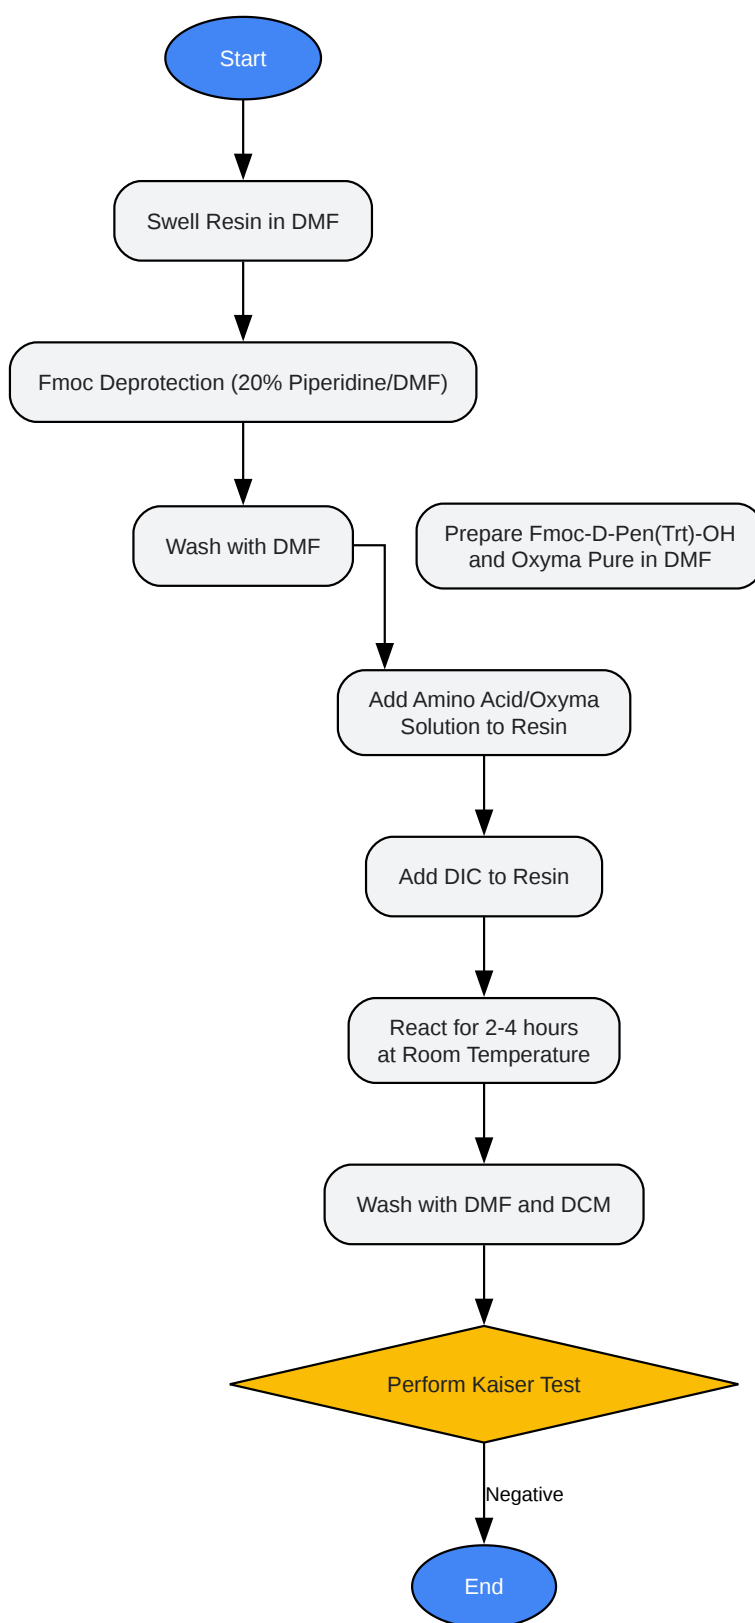 Start
Swell Resin in DMF
Fmoc Deprotection (20% Piperidine/DMF)
Wash with DMF
Prepare Fmoc-D-Pen(Trt)-OH
and Oxyma Pure in DMF
Add Amino Acid/Oxyma
Solution to Resin
Add DIC to Resin
React for 2-4 hours
at Room Temperature
Wash with DMF and DCM
Perform Kaiser Test
Negative
End